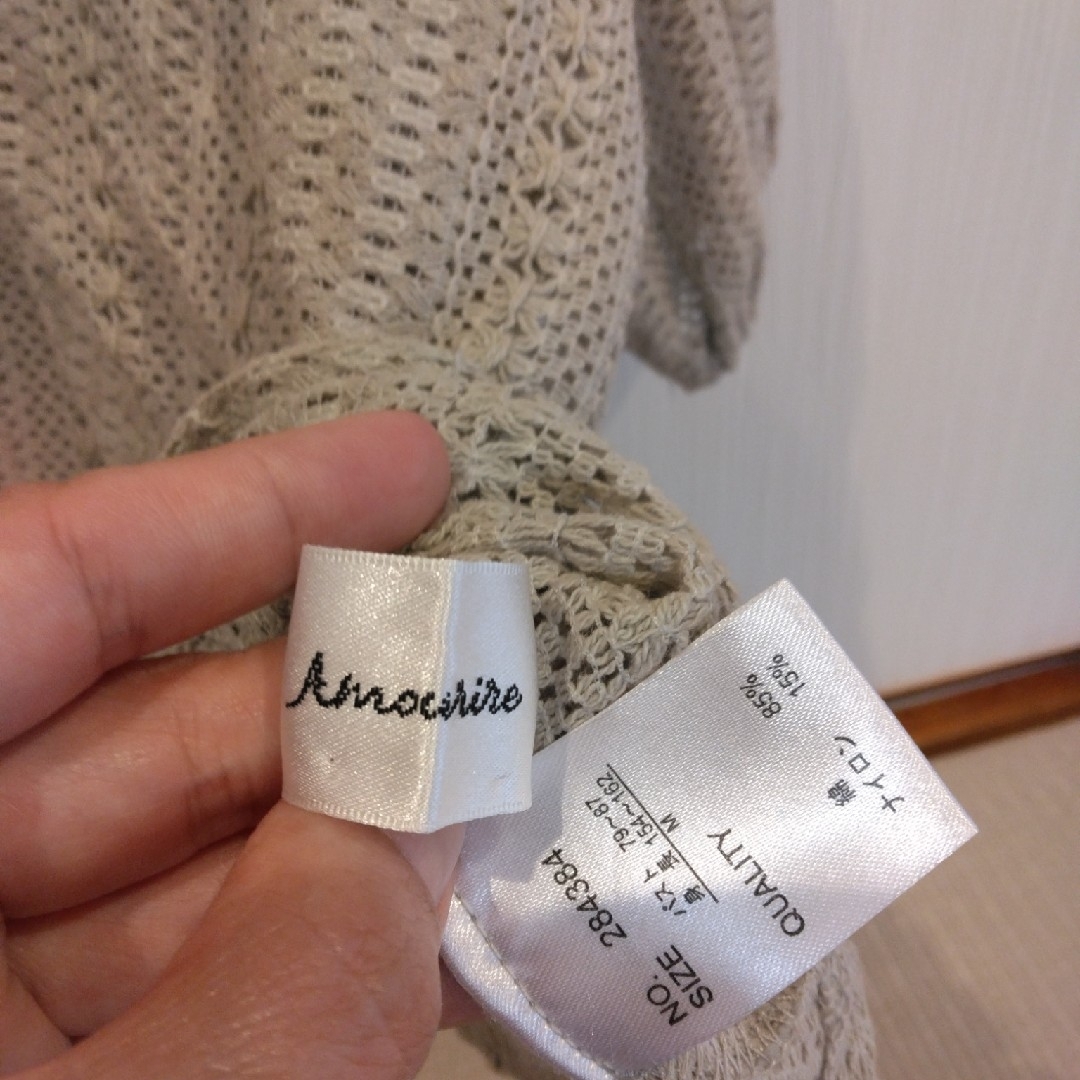 Amourire
NO. 284384
SIZE バスト 79~87
身長 154~162
M
QUALITY
綿 85%
ナイロン 15%